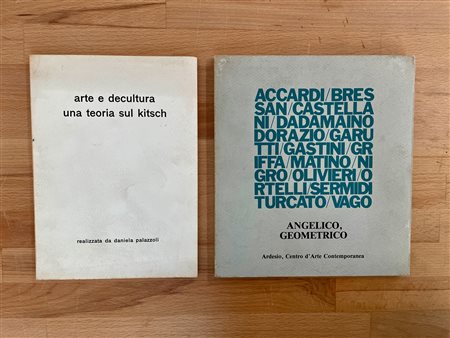 arte e decultura
una teoria sul kitsch
realizzata da daniela palazzoli
ACCARDI/BRES
SAN/CASTELLA
NI/DADAMAINO
DORAZIO/GARU
TTI/GASTINI/GR
IFFA/MATINO/NI
GRO/OLIVIERI/O
RTELLI/SERMIDI
TURCATO/VAGO
ANGELICO,
GEOMETRICO
Ardesio, Centro d'Arte Contemporanea